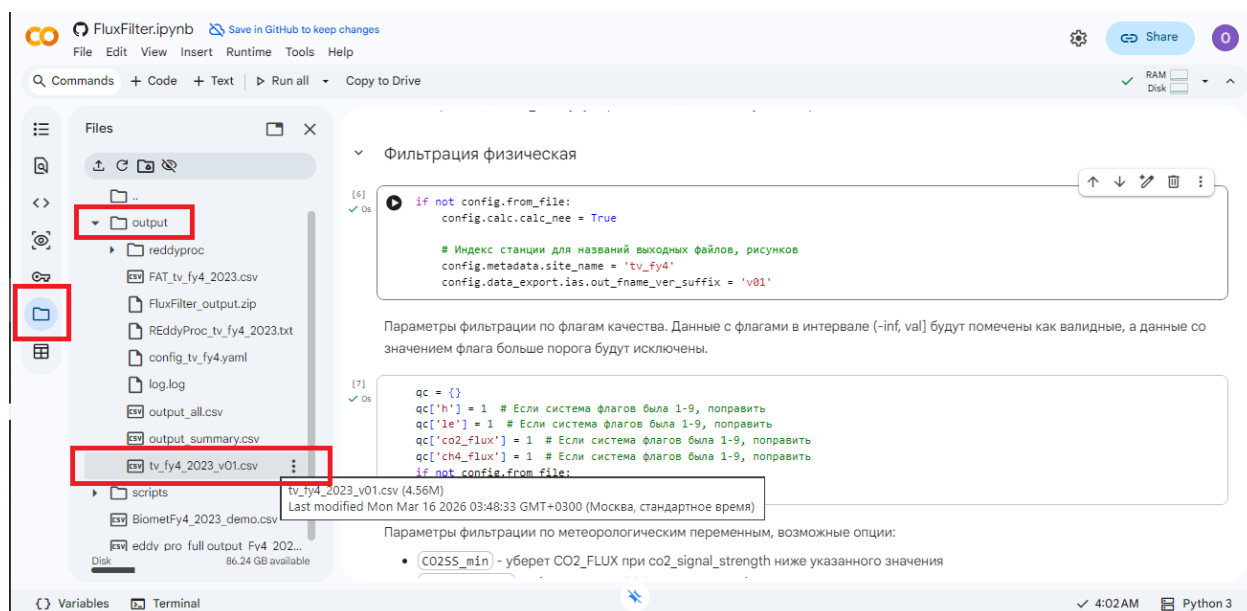 FluxFilter.ipynb Save in GitHub to keep changes
File Edit View Insert Runtime Tools Help
Share
O
Commands + Code + Text Run all Copy to Drive
RAM
Disk
Files
..
output
reddyproc
FAT_tv_fy4_2023.csv
FluxFilter_output.zip
REddyProc_tv_fy4_2023.txt
config_tv_fy4.yaml
log.log
output_all.csv
output_summary.csv
tv_fy4_2023_v01.csv
scripts
BiometFy4_2023_demo.csv
eddy_pro full output Fy4 202...
Disk 86.24 GB available
tv_fy4_2023_v01.csv (4.56M)
Last modified Mon Mar 16 2026 03:48:33 GMT+0300 (Москва, стандартное время)
Фильтрация физическая
[6]
0s
if not config.from_file:
config.calc.calc_nee = True
# Индекс станции для названий выходных файлов, рисунков
config.metadata.site_name = 'tv_fy4'
config.data_export.ias.out_fname_ver_suffix = 'v01'
Параметры фильтрации по флагам качества. Данные с флагами в интервале (-inf, val] будут помечены как валидные, а данные со
значением флага больше порога будут исключены.
[7]
0s
qc = {}
qc['h'] = 1 # Если система флагов была 1-9, поправить
qc['le'] = 1 # Если система флагов была 1-9, поправить
qc['co2_flux'] = 1 # Если система флагов была 1-9, поправить
qc['ch4_flux'] = 1 # Если система флагов была 1-9, поправить
if not config.from_file:
Параметры фильтрации по метеорологическим переменным, возможные опции:
• CO2SS_min - уберет CO2_FLUX при co2_signal_strength ниже указанного значения
Variables Terminal
4:02 AM Python 3